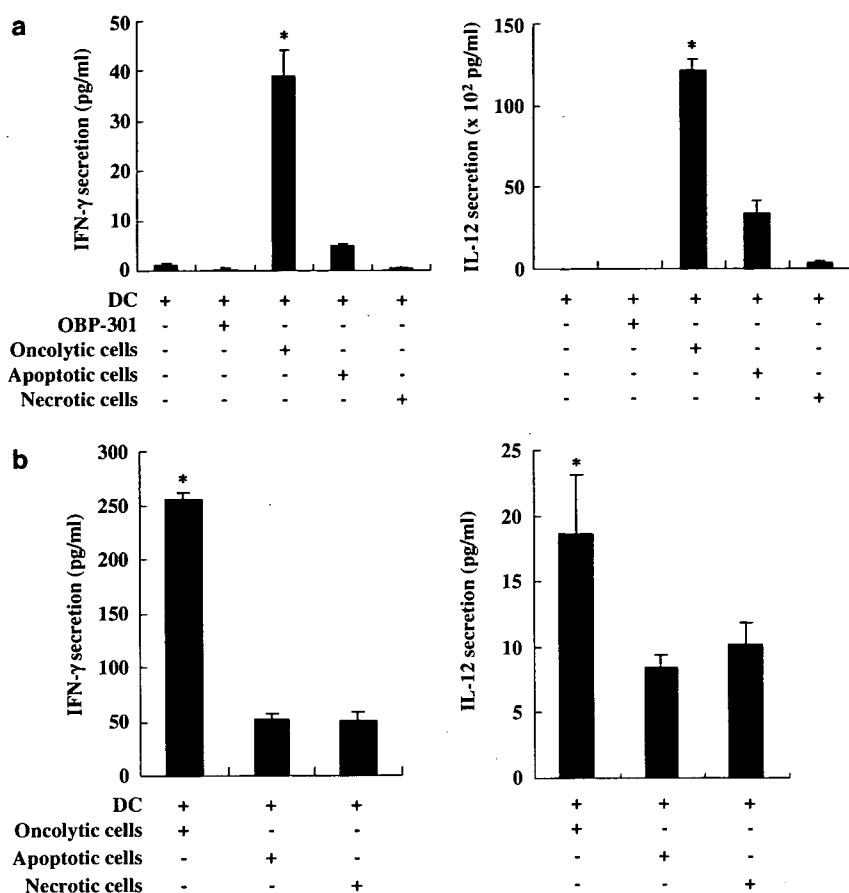 a
IFN-γ secretion (pg/ml)
50
40
30
20
10
0
*
IL-12 secretion (x 10² pg/ml)
150
100
50
0
*
DC + + + + + + + + + +
OBP-301 - + - - - - + - - -
Oncolytic cells - - + - - - - + - -
Apoptotic cells - - - + - - - - + -
Necrotic cells - - - - + - - - - +
b
IFN-γ secretion (pg/ml)
300
250
200
150
100
50
0
*
IL-12 secretion (pg/ml)
25
20
15
10
5
0
*
DC + + + + + +
Oncolytic cells + - - + - -
Apoptotic cells - + - - + -
Necrotic cells - - + - - +